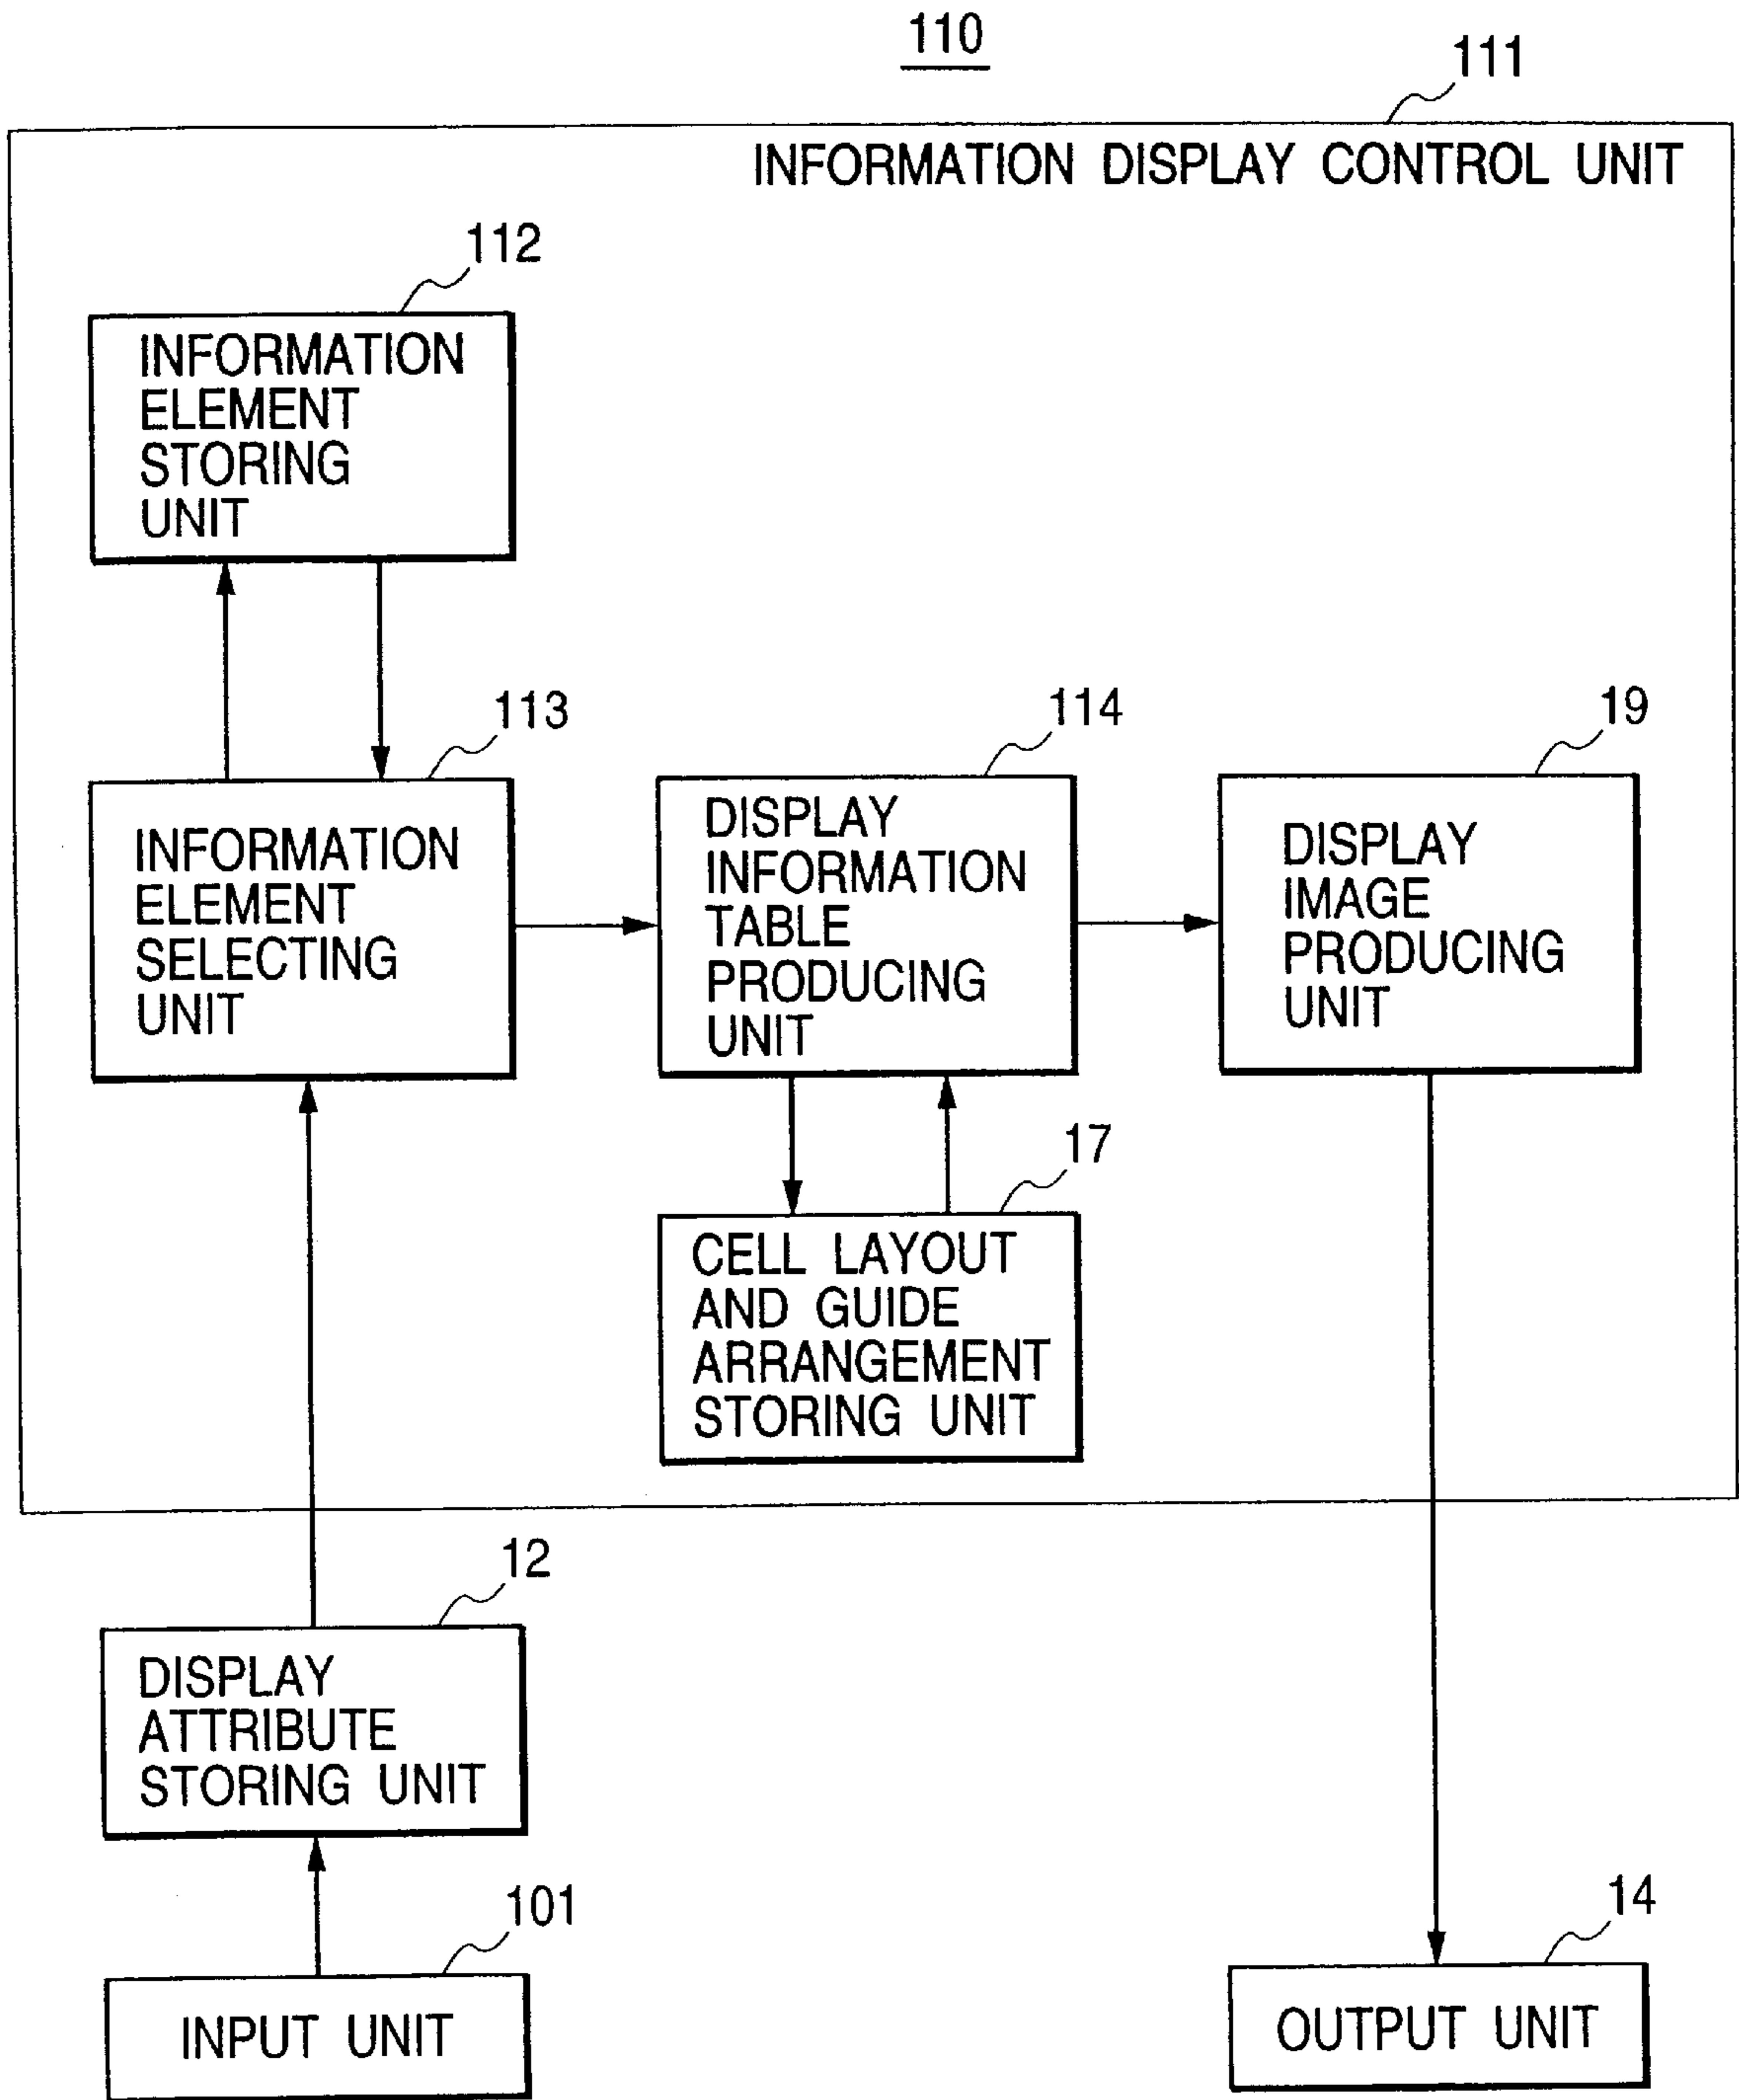 110
111
INFORMATION DISPLAY CONTROL UNIT
112
INFORMATION
ELEMENT
STORING
UNIT
113
INFORMATION
ELEMENT
SELECTING
UNIT
114
DISPLAY
INFORMATION
TABLE
PRODUCING
UNIT
19
DISPLAY
IMAGE
PRODUCING
UNIT
17
CELL LAYOUT
AND GUIDE
ARRANGEMENT
STORING UNIT
12
DISPLAY
ATTRIBUTE
STORING UNIT
101
INPUT UNIT
14
OUTPUT UNIT